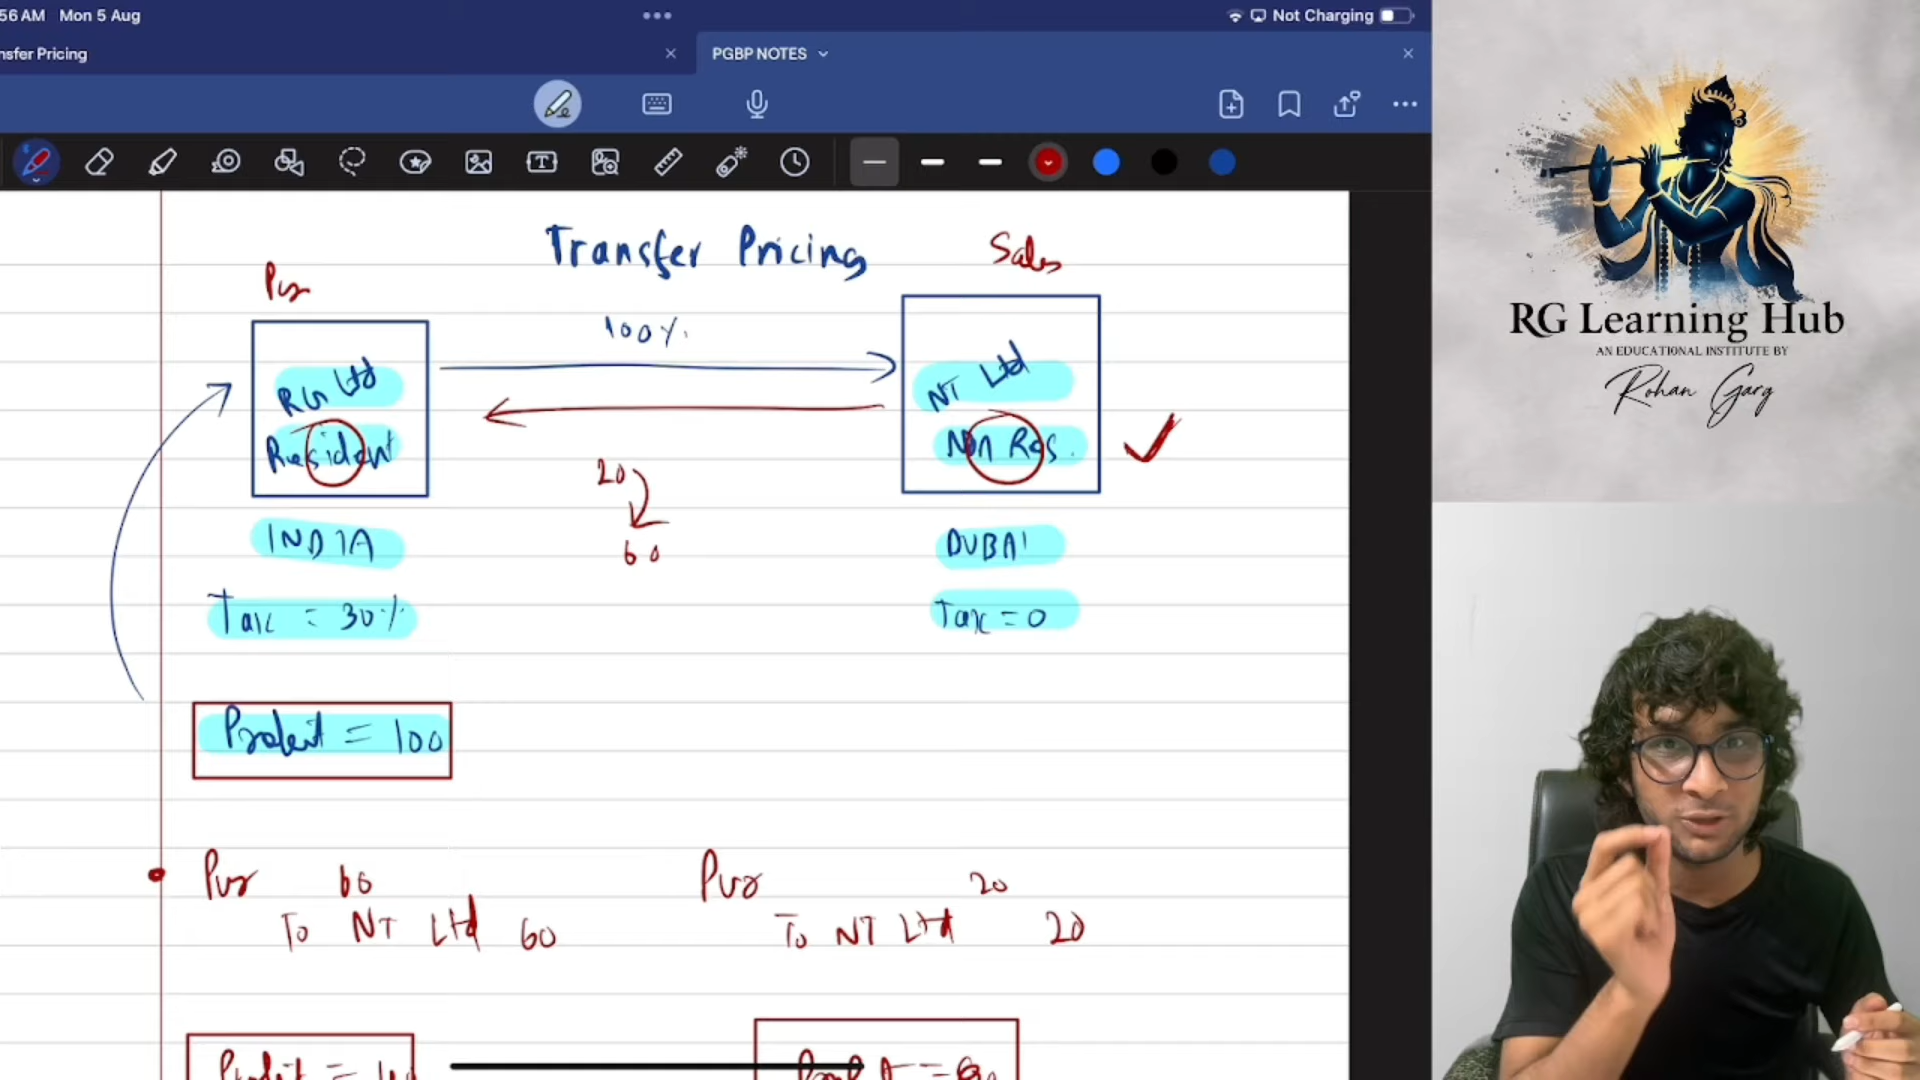 56 AM Mon 5 Aug
Not Charging
nsfer Pricing
PGBP NOTES
Transfer Pricing
Sales
Pur
100%.
RG Ltd
Resident
NT Ltd
Non Res.
20
60
INDIA
DUBAI
Tax = 30%
Tax = 0
Profit = 100
Pur 60
To NT Ltd 60
Pur 20
To NT Ltd 20
Profit =
RG Learning Hub
AN EDUCATIONAL INSTITUTE BY
Rohan Garg